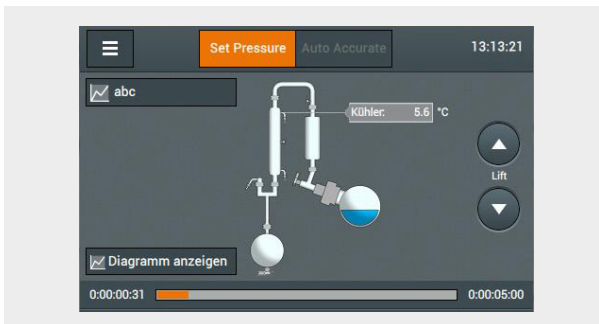 Set Pressure
Auto Accurate
13:13:21
abc
Kühler: 5.6 °C
Lift
Diagramm anzeigen
0:00:00:31
0:00:05:00